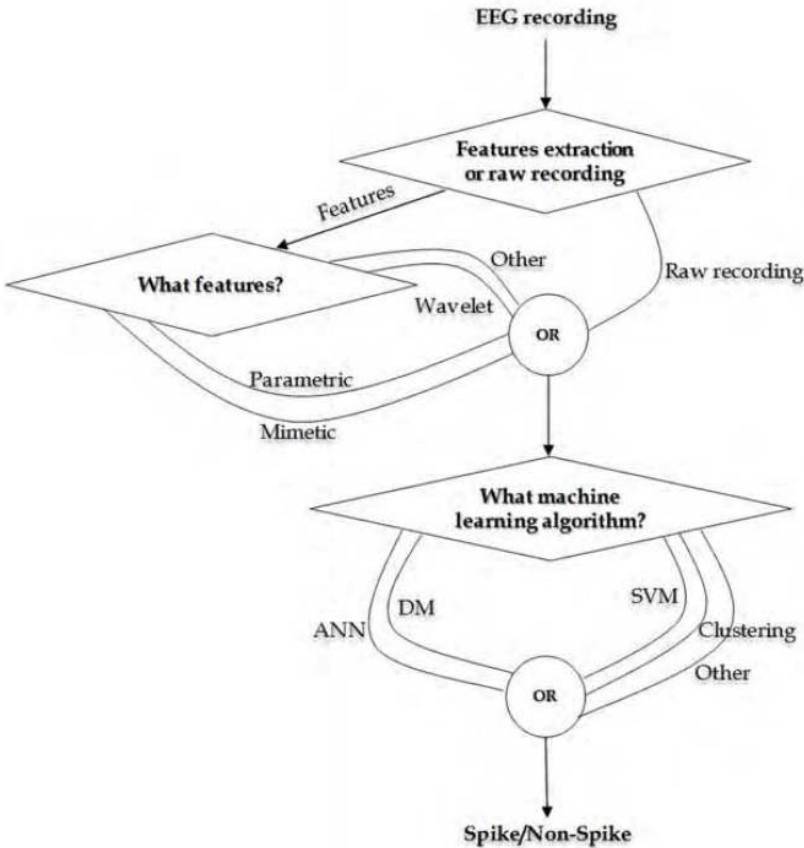 EEG recording
Features extraction
or raw recording
Features
What features?
Other
Wavelet
Raw recording
OR
Parametric
Mimetic
What machine
learning algorithm?
ANN
DM
SVM
Clustering
Other
OR
Spike/Non-Spike